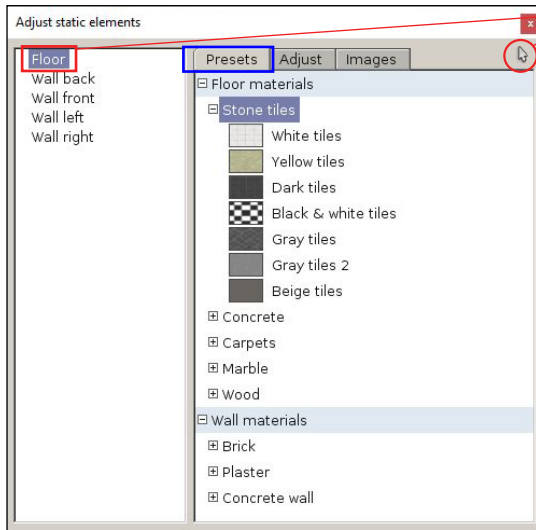 Adjust static elements
x
Floor
Wall back
Wall front
Wall left
Wall right
Presets Adjust Images
Floor materials
Stone tiles
White tiles
Yellow tiles
Dark tiles
Black & white tiles
Gray tiles
Gray tiles 2
Beige tiles
Concrete
Carpets
Marble
Wood
Wall materials
Brick
Plaster
Concrete wall